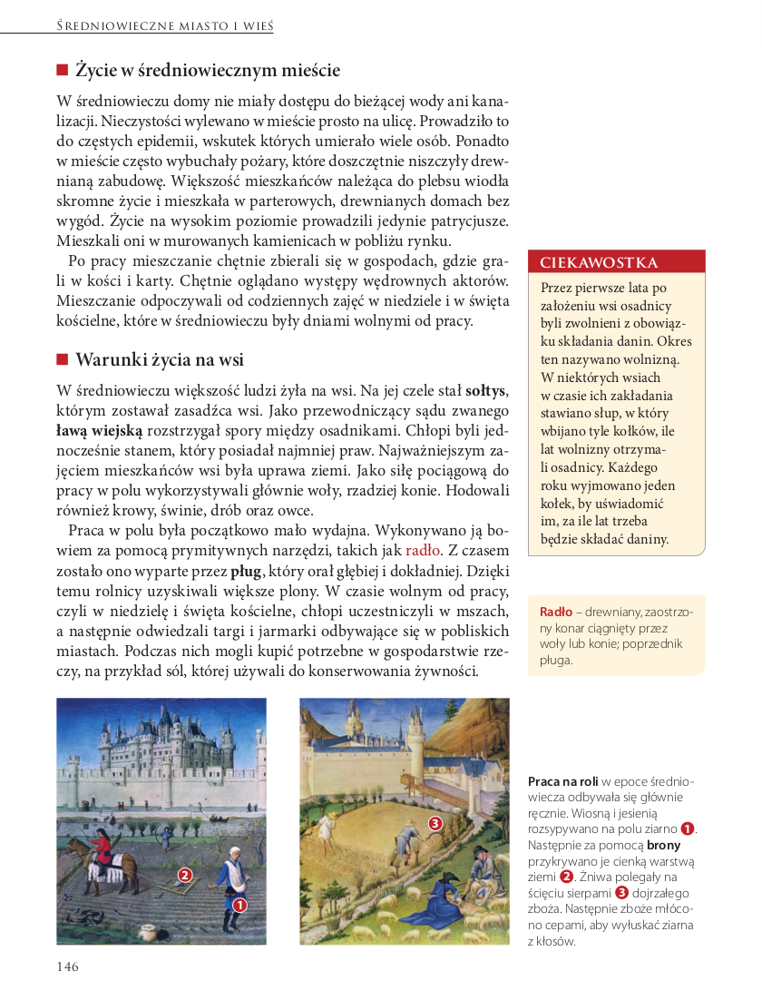 Średniowieczne miasto i wieś
Życie w średniowiecznym mieście
W średniowieczu domy nie miały dostępu do bieżącej wody ani kana-
lizacji. Nieczystości wylewano w mieście prosto na ulicę. Prowadziło to
do częstych epidemii, wskutek których umierało wiele osób. Ponadto
w mieście często wybuchały pożary, które doszczętnie niszczyły drew-
nianą zabudowę. Większość mieszkańców należąca do plebsu wiodła
skromne życie i mieszkała w parterowych, drewnianych domach bez
wygód. Życie na wysokim poziomie prowadzili jedynie patrycjusze.
Mieszkali oni w murowanych kamienicach w pobliżu rynku.
Po pracy mieszczanie chętnie zbierali się w gospodach, gdzie gra-
li w kości i karty. Chętnie oglądano występy wędrownych aktorów.
Mieszczanie odpoczywali od codziennych zajęć w niedziele i w święta
kościelne, które w średniowieczu były dniami wolnymi od pracy.
Warunki życia na wsi
W średniowieczu większość ludzi żyła na wsi. Na jej czele stał sołtys,
którym zostawał zasadźca wsi. Jako przewodniczący sądu zwanego
ławą wiejską rozstrzygał spory między osadnikami. Chłopi byli jed-
nocześnie stanem, który posiadał najmniej praw. Najważniejszym za-
jęciem mieszkańców wsi była uprawa ziemi. Jako siłę pociągową do
pracy w polu wykorzystywali głównie woły, rzadziej konie. Hodowali
również krowy, świnie, drób oraz owce.
Praca w polu była początkowo mało wydajna. Wykonywano ją bo-
wiem za pomocą prymitywnych narzędzi, takich jak radło. Z czasem
zostało ono wyparte przez pług, który orał głębiej i dokładniej. Dzięki
temu rolnicy uzyskiwali większe plony. W czasie wolnym od pracy,
czyli w niedzielę i święta kościelne, chłopi uczestniczyli w mszach,
a następnie odwiedzali targi i jarmarki odbywające się w pobliskich
miastach. Podczas nich mogli kupić potrzebne w gospodarstwie rze-
czy, na przykład sól, której używali do konserwowania żywności.
CIEKAWOSTKA
Przez pierwsze lata po
założeniu wsi osadnicy
byli zwolnieni z obowiąz-
ku składania danin. Okres
ten nazywano wolnizną.
W niektórych wsiach
w czasie ich zakładania
stawiano słup, w który
wbijano tyle kołków, ile
lat wolnizny otrzyma-
li osadnicy. Każdego
roku wyjmowano jeden
kołek, by uświadomić
im, za ile lat trzeba
będzie składać daniny.
Radło – drewniany, zaostrzo-
ny konar ciągnięty przez
woły lub konie; poprzednik
pługa.
2
1
3
Praca na roli w epoce średnio-
wiecza odbywała się głównie
ręcznie. Wiosną i jesienią
rozsypywano na polu ziarno 1.
Następnie za pomocą brony
przykrywano je cienką warstwą
ziemi 2. Żniwa polegały na
ścięciu sierpami 3 dojrzałego
zboża. Następnie zboże młóco-
no cepami, aby wyłuskać ziarna
z kłosów.
146